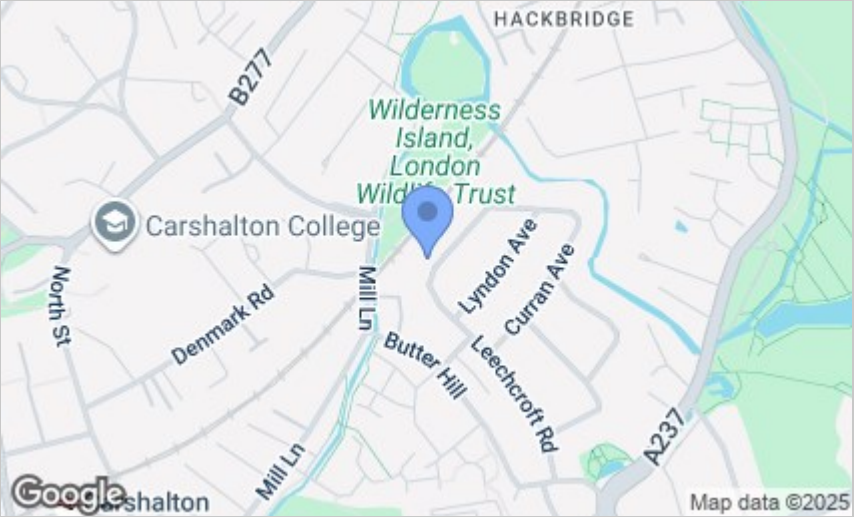 HACKBRIDGE
B277
Wilderness
Island,
London
Wildlife Trust
Carshalton College
North St
Denmark Rd
Mill Ln
Lyndon Ave
Curran Ave
Butter Hill
Leechcroft Rd
A237
Mill Ln
Google
Carshalton
Map data ©2025